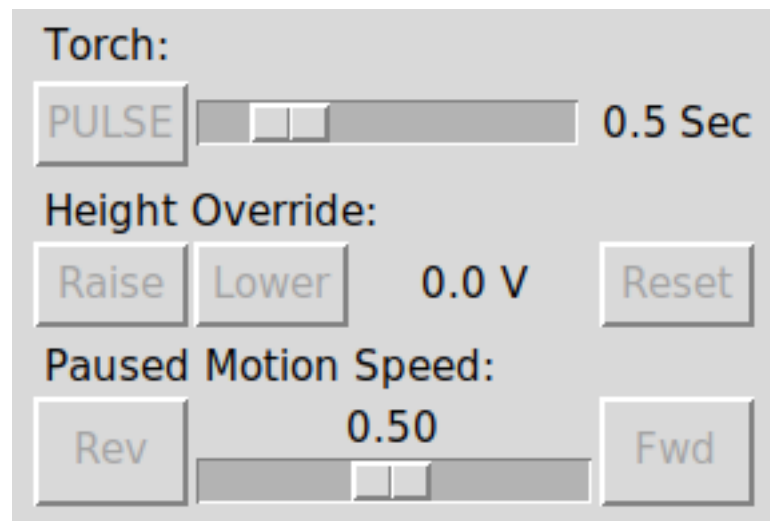 Torch:
PULSE 0.5 Sec
Height Override:
Raise Lower 0.0 V Reset
Paused Motion Speed:
0.50
Rev Fwd